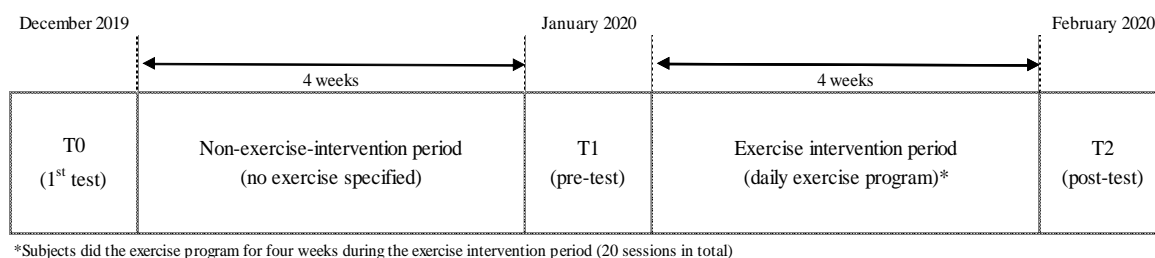 December 2019 January 2020 February 2020
4 weeks 4 weeks
T0 Non-exercise-intervention period T1 Exercise intervention period T2
(1st test) (no exercise specified) (pre-test) (daily exercise program)* (post-test)
*Subjects did the exercise program for four weeks during the exercise intervention period (20 sessions in total)